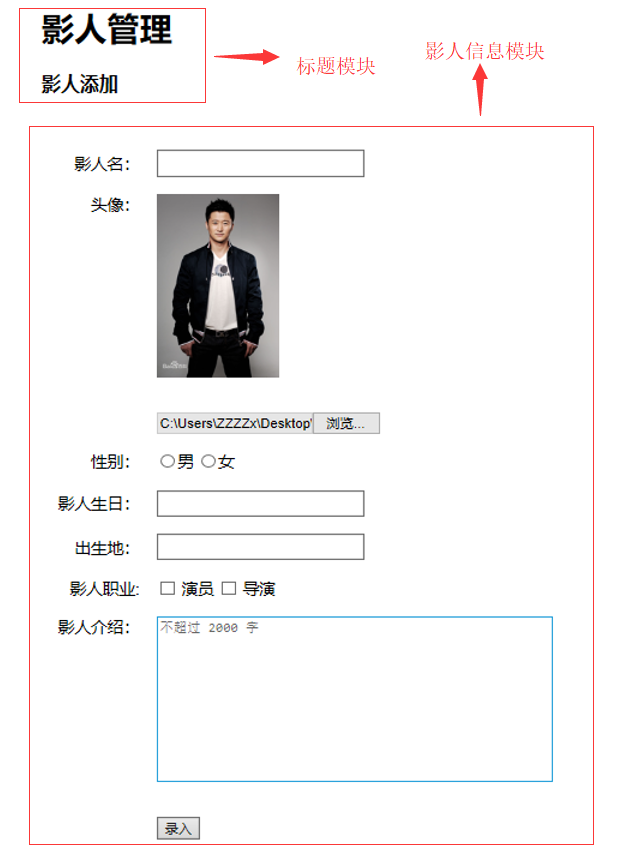 影人管理
影人添加
标题模块
影人信息模块
影人名：
头像：
C:\Users\ZZZZx\Desktop\
浏览...
性别：
男 女
影人生日：
出生地：
影人职业:
演员 导演
影人介绍：
不超过 2000 字
录入